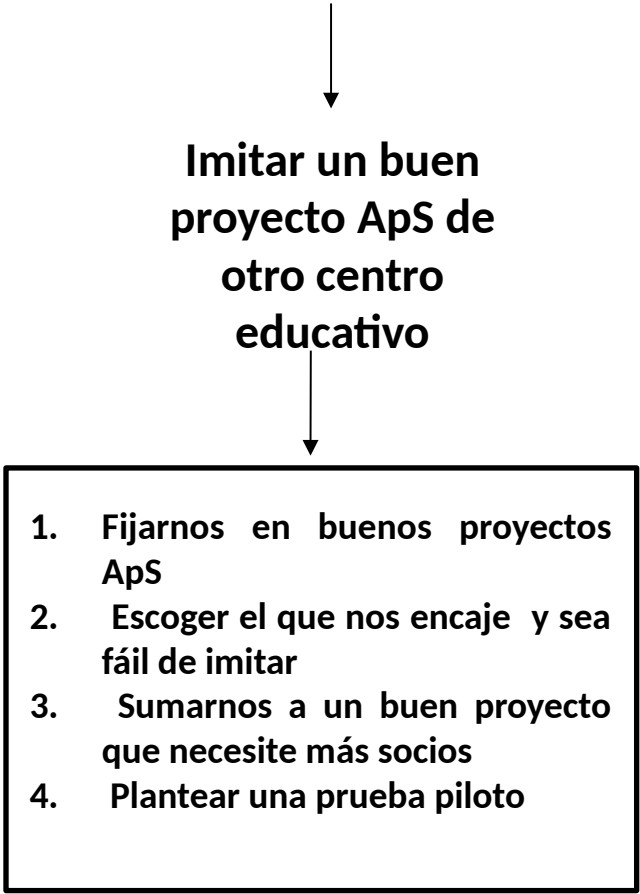 Imitar un buen
proyecto ApS de
otro centro
educativo
1. Fijarnos en buenos proyectos
ApS
2. Escoger el que nos encaje y sea
fáil de imitar
3. Sumarnos a un buen proyecto
que necesite más socios
4. Plantear una prueba piloto